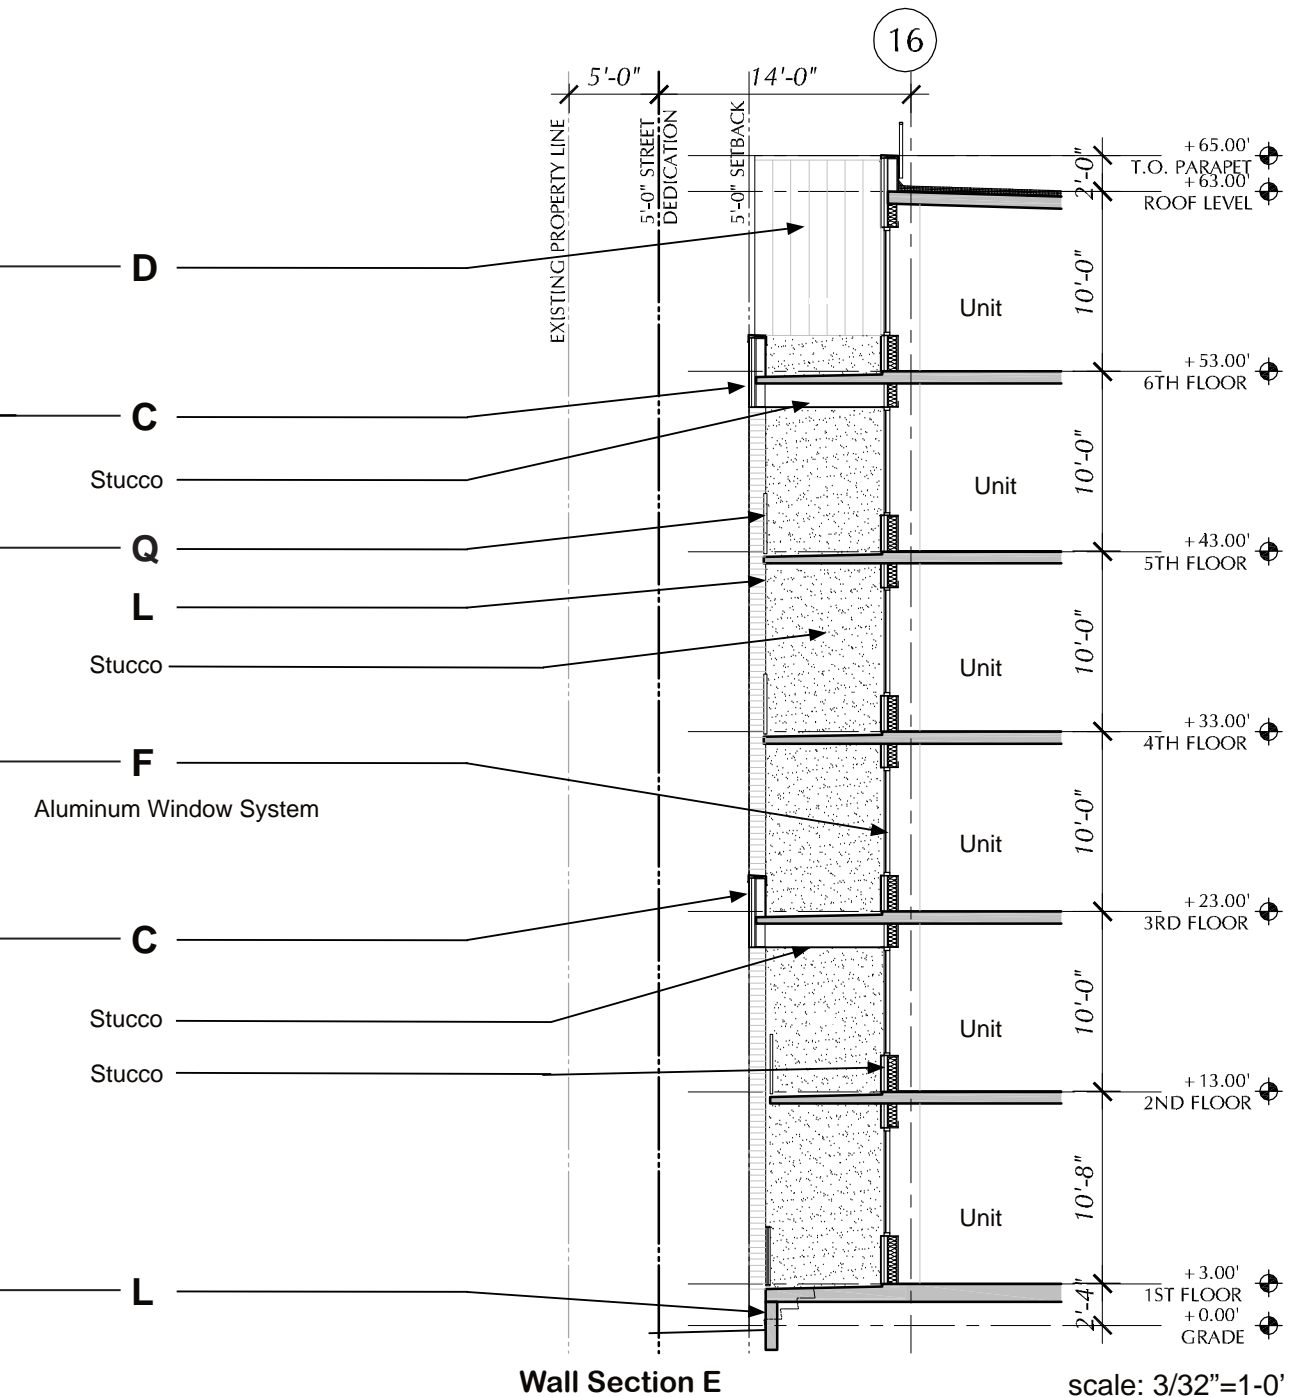 16
5'-0"
14'-0"
EXISTING PROPERTY LINE
5'-0" STREET
DEDICATION
5'-0" SETBACK
+65.00'
T.O. PARAPET
2'-0"
+63.00'
ROOF LEVEL
D
10'-0"
Unit
+53.00'
6TH FLOOR
C
Stucco
10'-0"
Unit
Q
+43.00'
5TH FLOOR
L
Stucco
10'-0"
Unit
+33.00'
4TH FLOOR
F
Aluminum Window System
10'-0"
Unit
+23.00'
3RD FLOOR
C
Stucco
10'-0"
Unit
Stucco
+13.00'
2ND FLOOR
10'-8"
Unit
+3.00'
1ST FLOOR
L
2'-4"
+0.00'
GRADE
Wall Section E
scale: 3/32”=1-0’